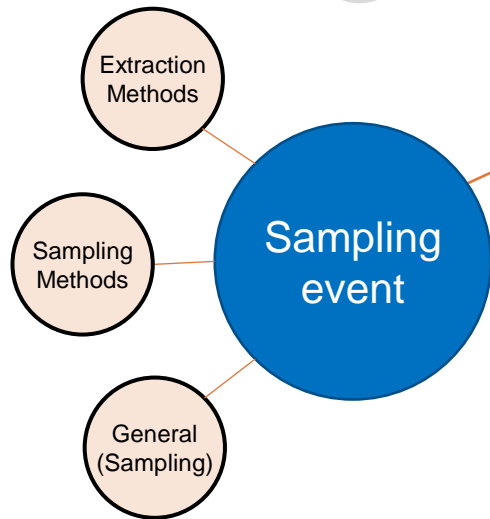 Extraction
Methods
Sampling
Methods
Sampling
event
General
(Sampling)